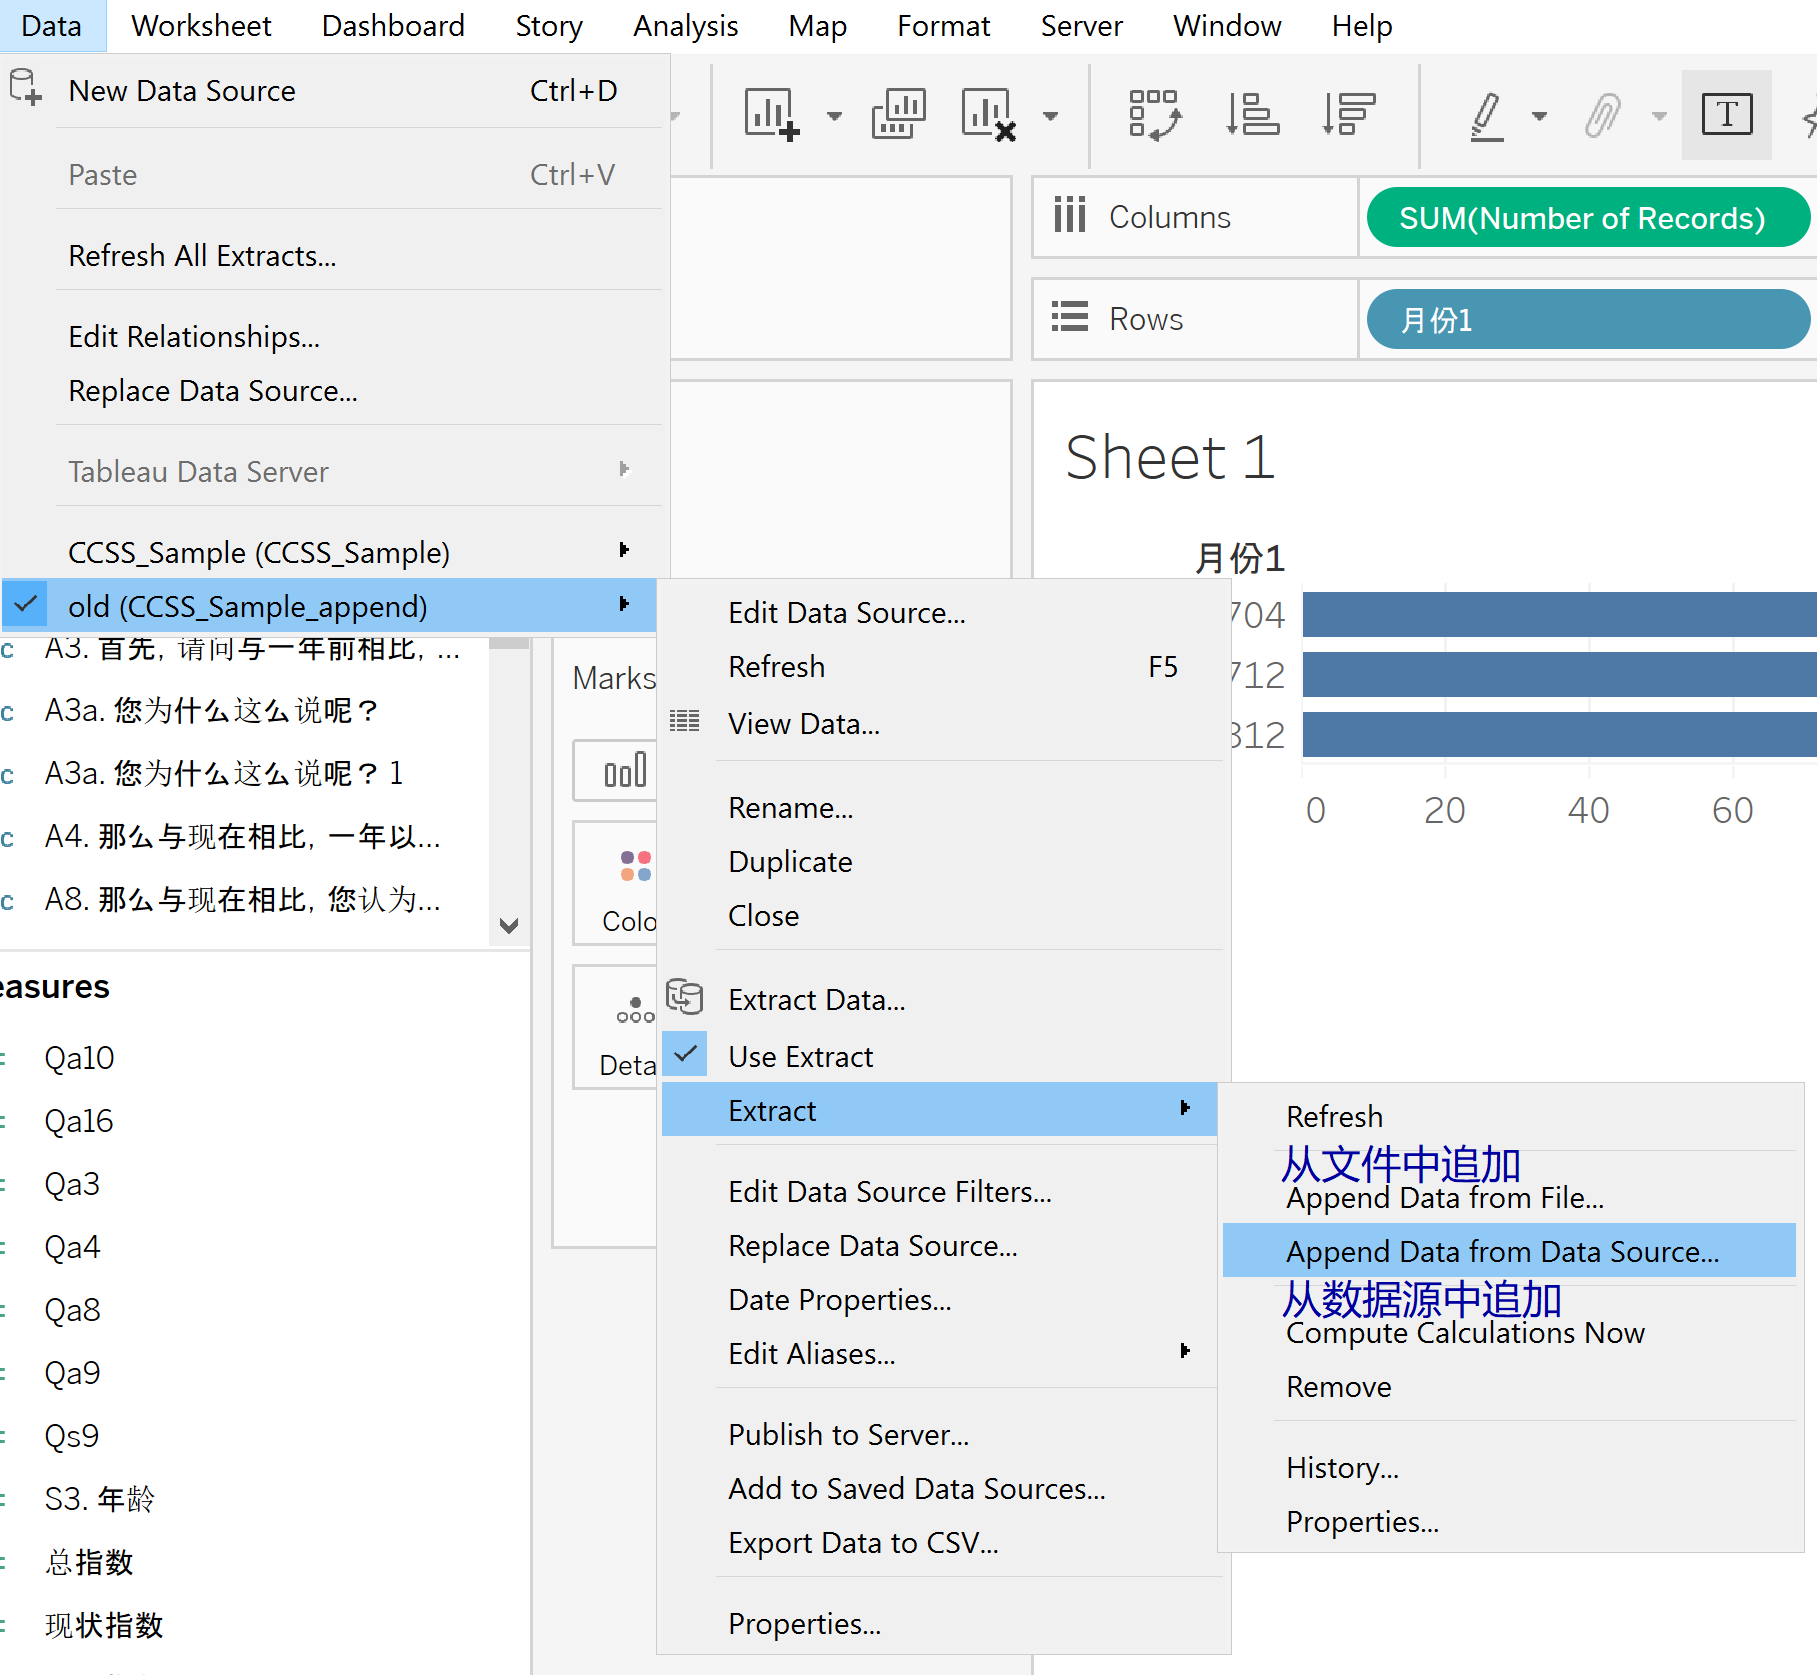 Data Worksheet Dashboard Story Analysis Map Format Server Window Help
New Data Source Ctrl+D
Paste Ctrl+V
Refresh All Extracts...
Edit Relationships...
Replace Data Source...
Tableau Data Server
CCSS_Sample (CCSS_Sample)
old (CCSS_Sample_append)
A3. 首先, 请问与一年前相比, ...
A3a. 您为什么这么说呢？
A3a. 您为什么这么说呢？ 1
A4. 那么与现在相比, 一年以...
A8. 那么与现在相比, 您认为...
easures
Qa10
Qa16
Qa3
Qa4
Qa8
Qa9
Qs9
S3. 年龄
总指数
现状指数
Marks
Colo
Deta
Edit Data Source...
Refresh F5
View Data...
Rename...
Duplicate
Close
Extract Data...
Use Extract
Extract
Edit Data Source Filters...
Replace Data Source...
Date Properties...
Edit Aliases...
Publish to Server...
Add to Saved Data Sources...
Export Data to CSV...
Properties...
Refresh
从文件中追加
Append Data from File...
Append Data from Data Source...
从数据源中追加
Compute Calculations Now
Remove
History...
Properties...
T
Columns SUM(Number of Records)
Rows 月份1
Sheet 1
月份1
704
712
812
0 20 40 60